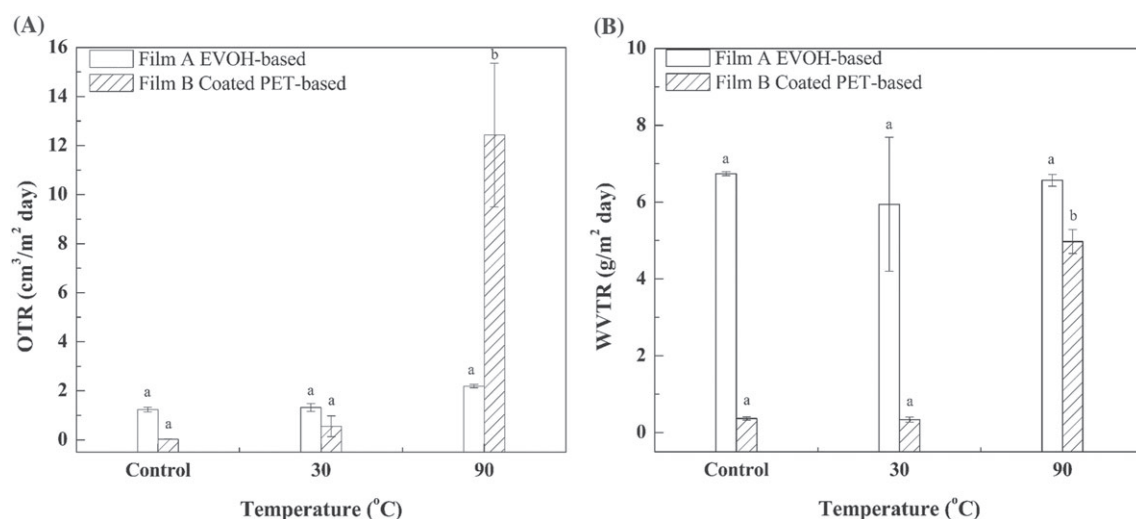 (A)
Film A EVOH-based
Film B Coated PET-based
OTR (cm³/m² day)
16
14
12
10
8
6
4
2
0
a
a
a
a
a
b
Control
30
90
Temperature (°C)
(B)
Film A EVOH-based
Film B Coated PET-based
WVTR (g/m² day)
10
8
6
4
2
0
a
a
a
a
a
b
Control
30
90
Temperature (°C)